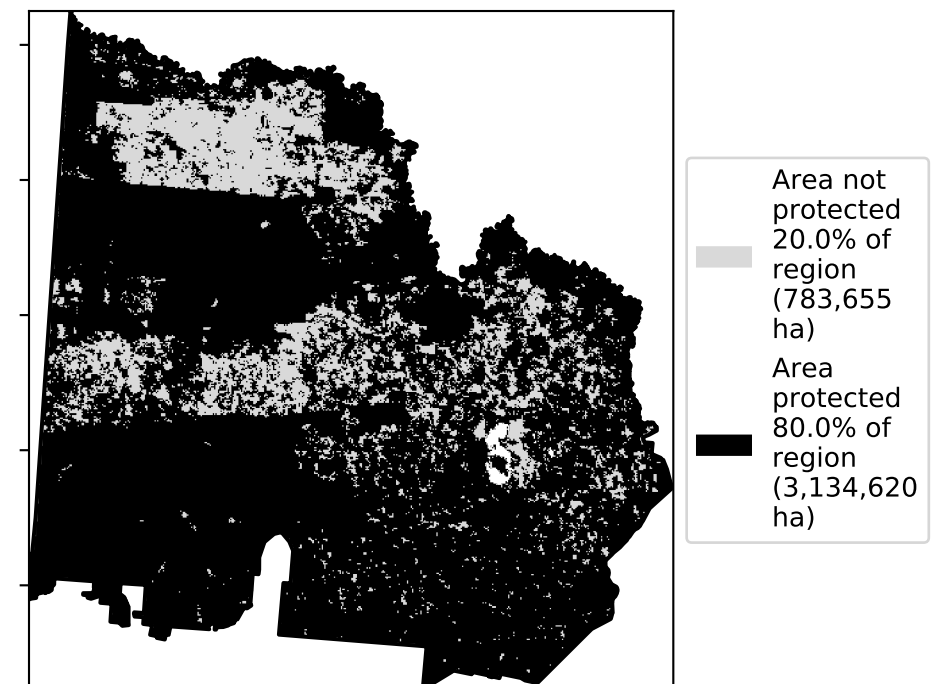 Area not
protected
20.0% of
region
(783,655
ha)
Area
protected
80.0% of
region
(3,134,620
ha)